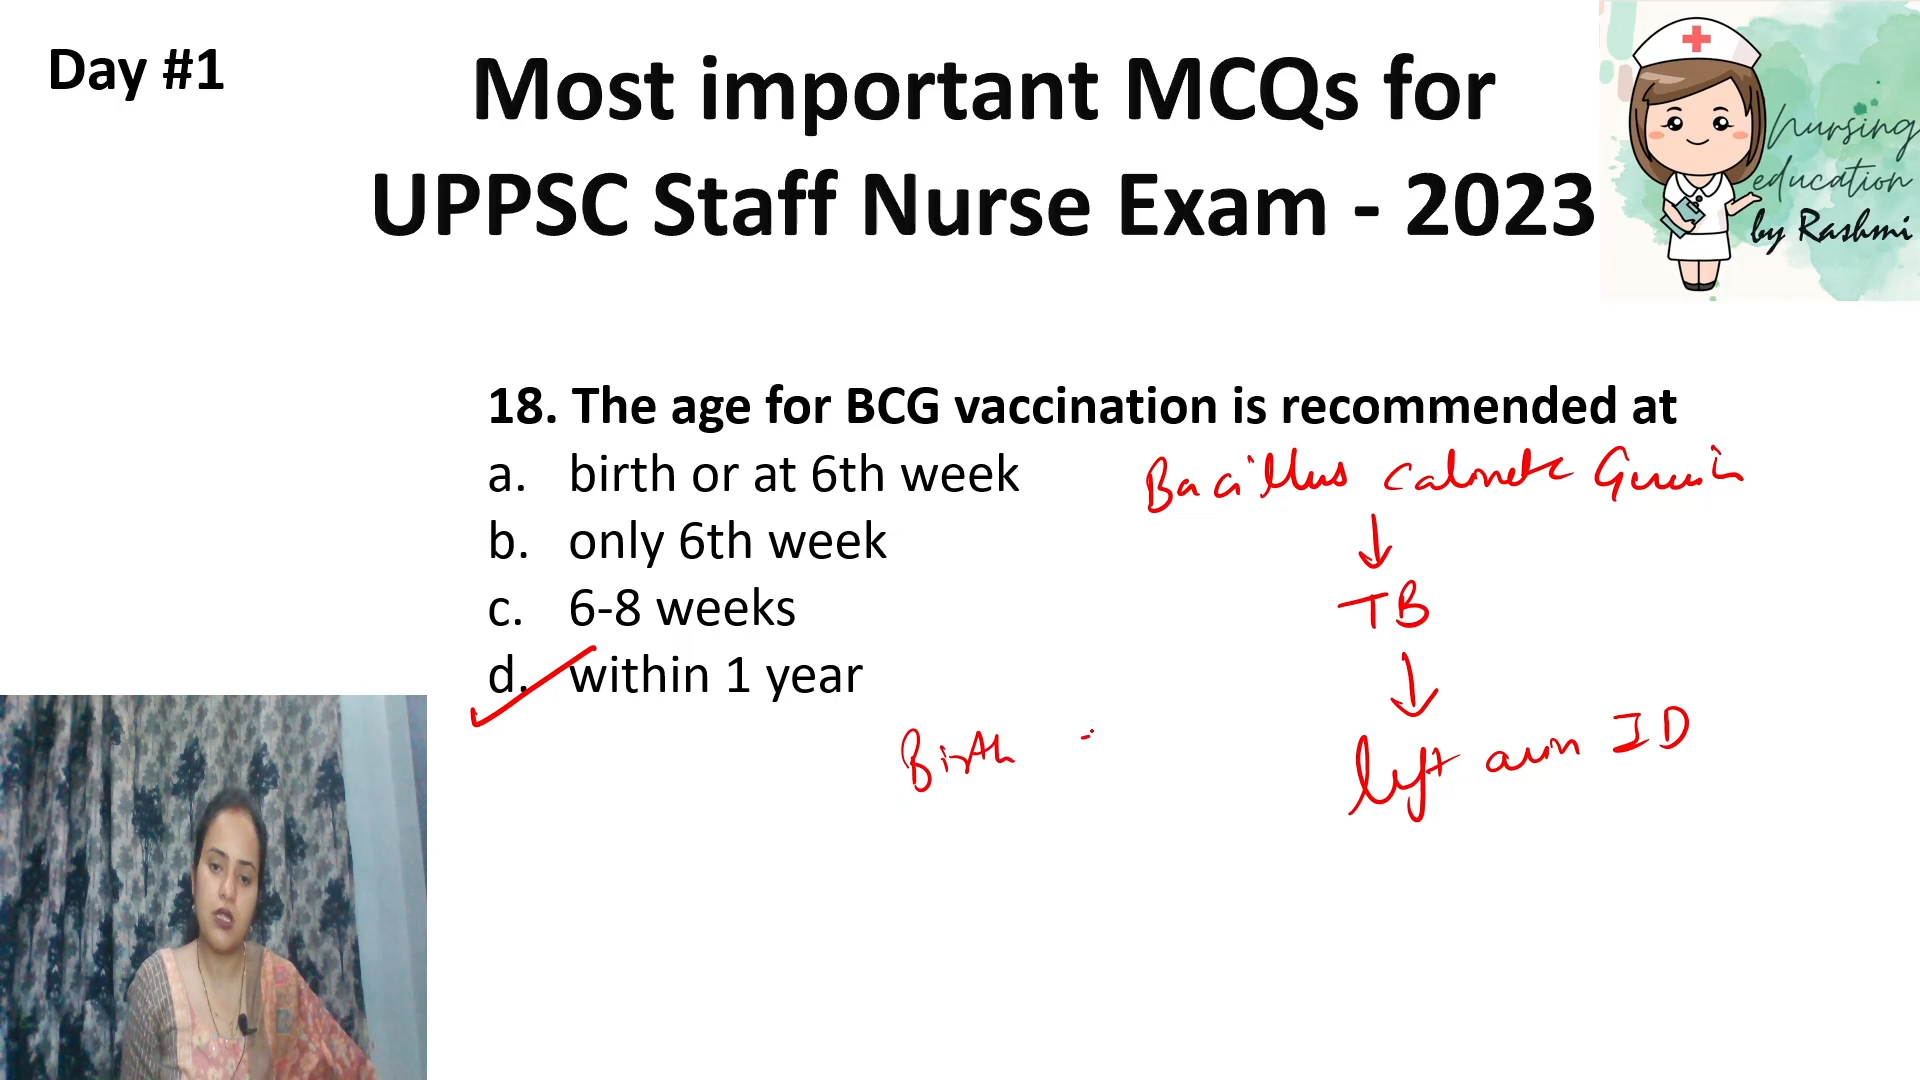 Day #1
Most important MCQs for
UPPSC Staff Nurse Exam - 2023
Nursing
education
by Rashmi
18. The age for BCG vaccination is recommended at
a. birth or at 6th week
b. only 6th week
c. 6-8 weeks
d. within 1 year
Bacillus
TB
left arm ID
Birth